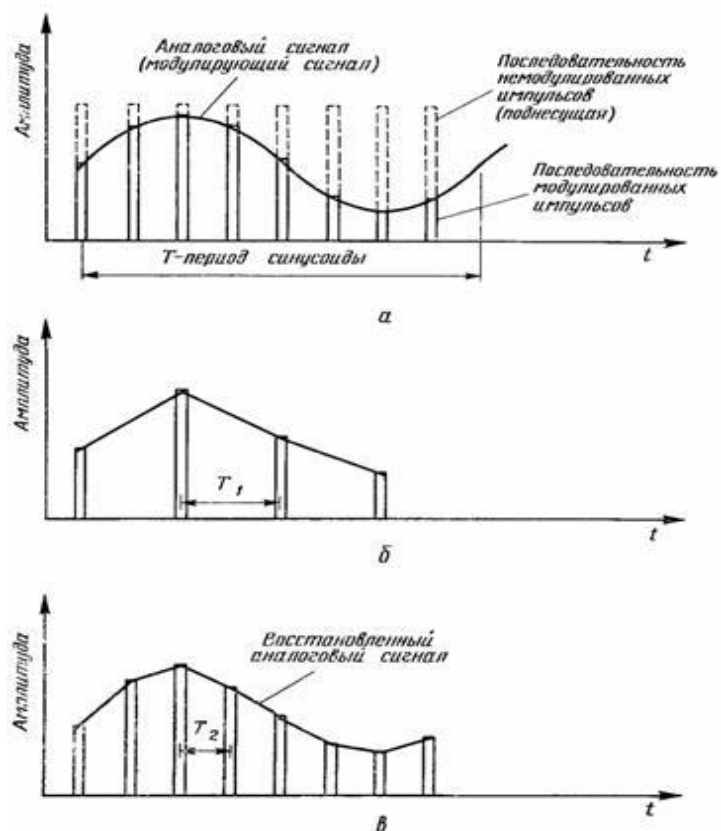 Амплитуда
Аналоговый сигнал
(модулирующий сигнал)
Последовательность
немодулированных
импульсов
(поднесущая)
Последовательность
модулированных
импульсов
T-период синусоиды
t
а
Амплитуда
T1
t
б
Амплитуда
Восстановленный
аналоговый сигнал
T2
t
в